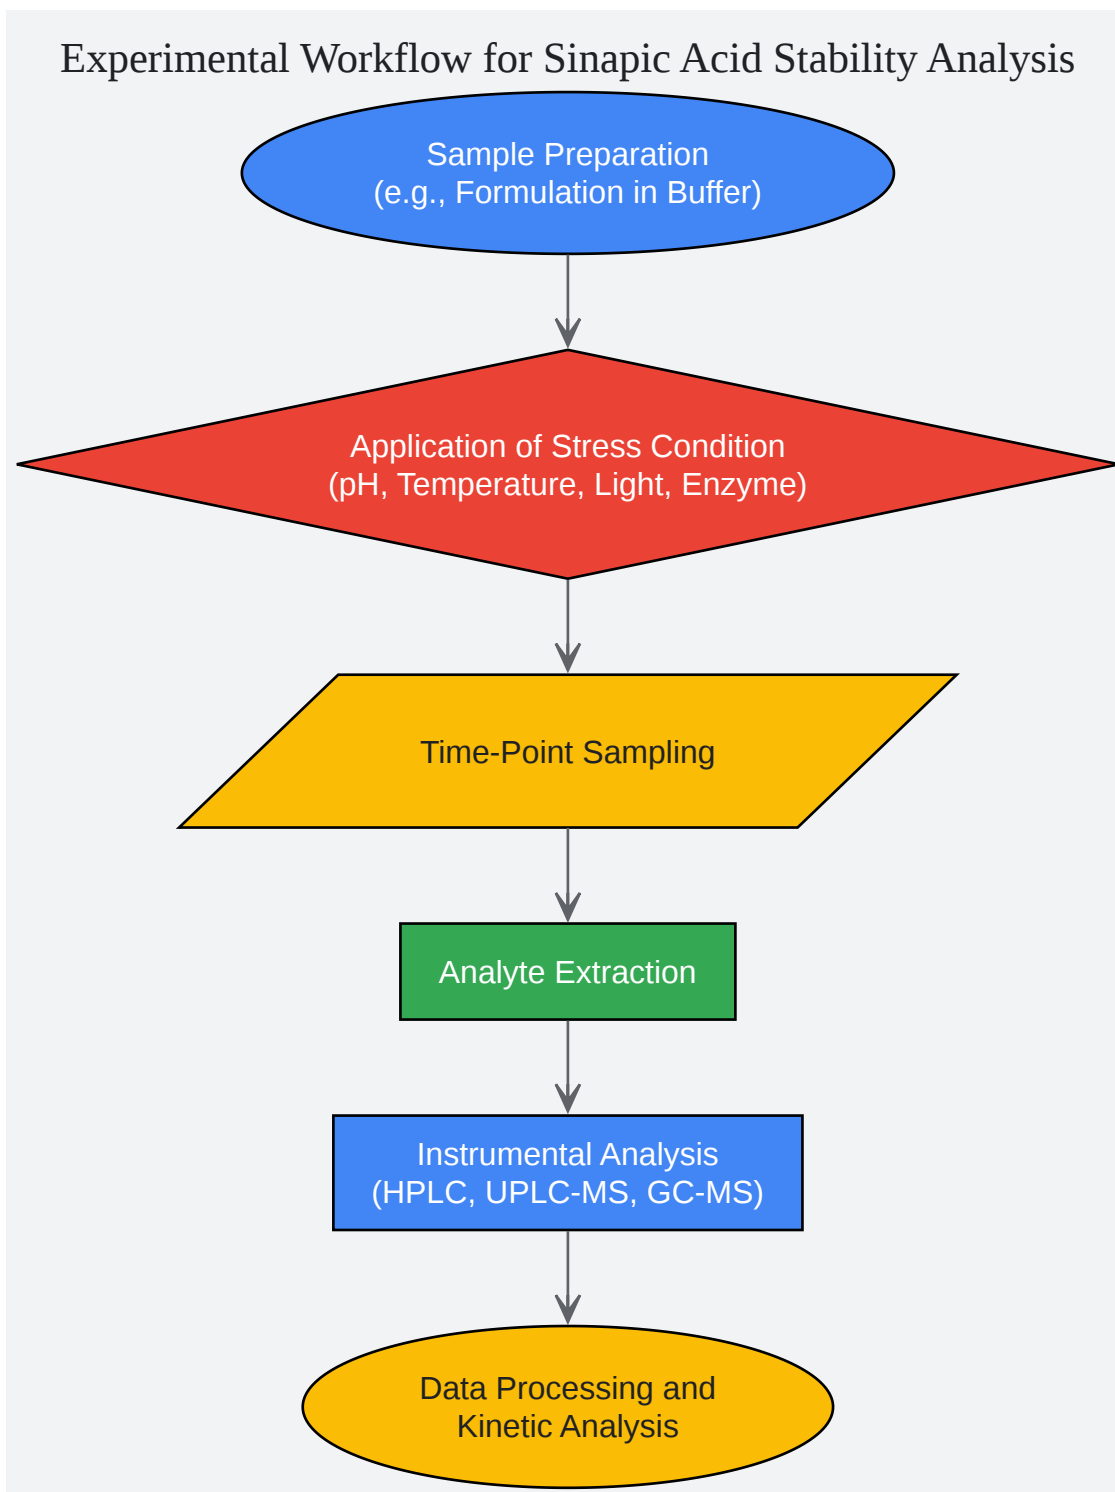 Experimental Workflow for Sinapic Acid Stability Analysis
Sample Preparation
(e.g., Formulation in Buffer)
Application of Stress Condition
(pH, Temperature, Light, Enzyme)
Time-Point Sampling
Analyte Extraction
Instrumental Analysis
(HPLC, UPLC-MS, GC-MS)
Data Processing and
Kinetic Analysis